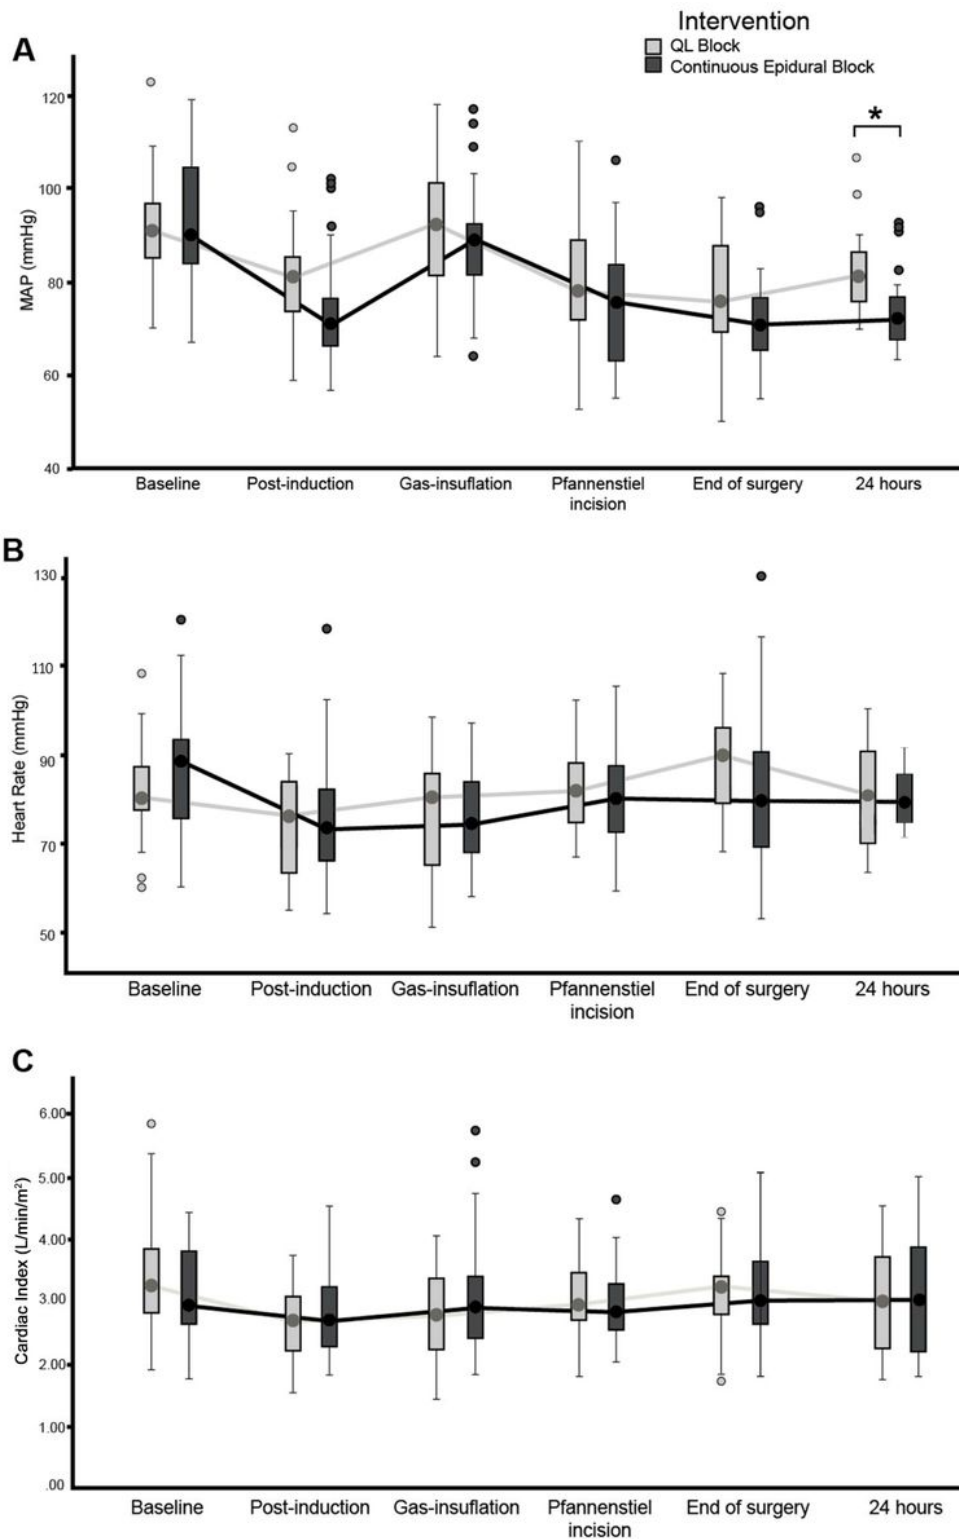 Intervention
QL Block
Continuous Epidural Block
A
MAP (mmHg)
120
100
80
60
40
*
Baseline
Post-induction
Gas-insuflation
Pfannenstiel
incision
End of surgery
24 hours
B
Heart Rate (mmHg)
130
110
90
70
50
Baseline
Post-induction
Gas-insuflation
Pfannenstiel
incision
End of surgery
24 hours
C
Cardiac Index (L/min/m²)
6.00
5.00
4.00
3.00
2.00
1.00
.00
Baseline
Post-induction
Gas-insuflation
Pfannenstiel
incision
End of surgery
24 hours